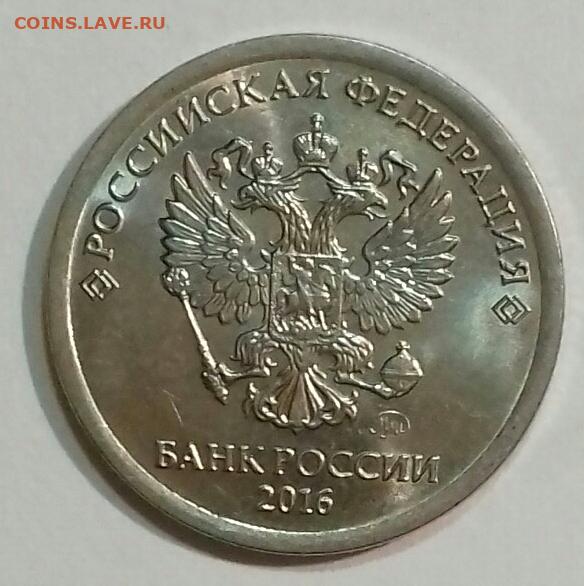 COINS.LAVE.RU
РОССИЙСКАЯ ФЕДЕРАЦИЯ
БАНК РОССИИ
2016